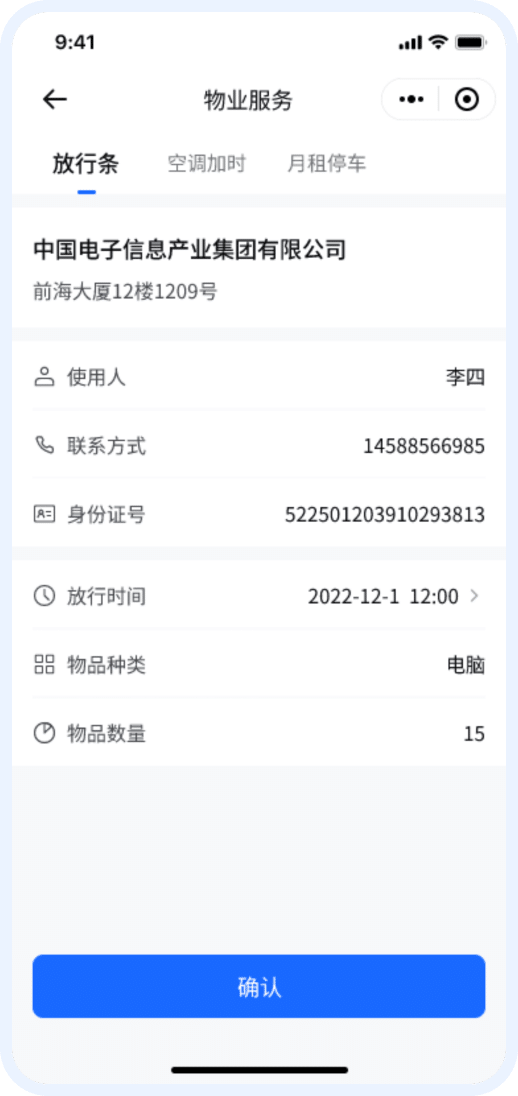 9:41
物业服务
放行条 空调加时 月租停车
中国电子信息产业集团有限公司
前海大厦12楼1209号
使用人 李四
联系方式 14588566985
身份证号 522501203910293813
放行时间 2022-12-1 12:00
物品种类 电脑
物品数量 15
确认